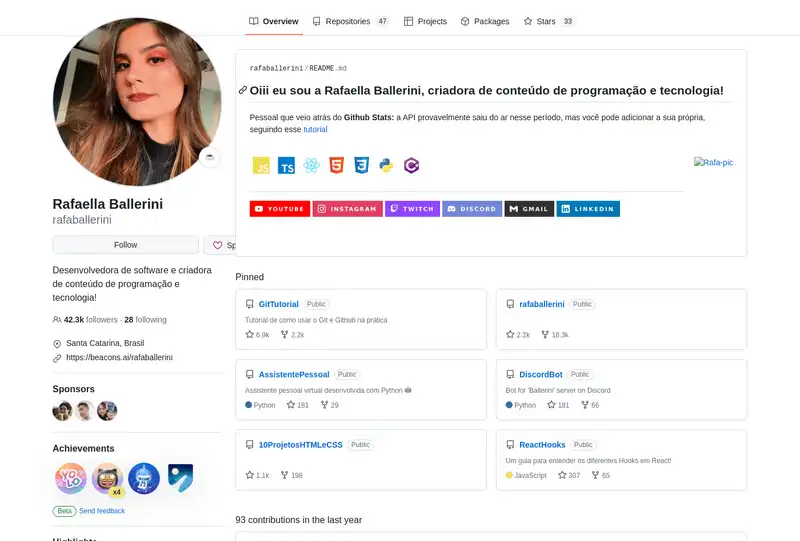 Overview
Repositories 47
Projects
Packages
Stars 33
Rafaella Ballerini
rafaballerini
Follow
Sp
Desenvolvedora de software e criadora
de conteúdo de programação e
tecnologia!
42.3k followers · 28 following
Santa Catarina, Brasil
https://beacons.ai/rafaballerini
Sponsors
Achievements
YOLO
x4
Beta Send feedback
Highlights
rafaballerini/README.md
Oiii eu sou a Rafaella Ballerini, criadora de conteúdo de programação e tecnologia!
Pessoal que veio atrás do Github Stats: a API provavelmente saiu do ar nesse período, mas você pode adicionar a sua própria,
seguindo esse tutorial
JS TS
Rafa-pic
YOUTUBE INSTAGRAM TWITCH DISCORD GMAIL LINKEDIN
Pinned
GitTutorial Public
Tutorial de como usar o Git e Github na prática
6.9k 2.2k
rafaballerini Public
2.2k 18.3k
AssistentePessoal Public
Assistente pessoal virtual desenvolvida com Python
Python 181 29
DiscordBot Public
Bot for 'Ballerini' server on Discord
Python 181 66
10ProjetosHTMLeCSS Public
1.1k 198
ReactHooks Public
Um guia para entender os diferentes Hooks em React!
JavaScript 307 65
93 contributions in the last year